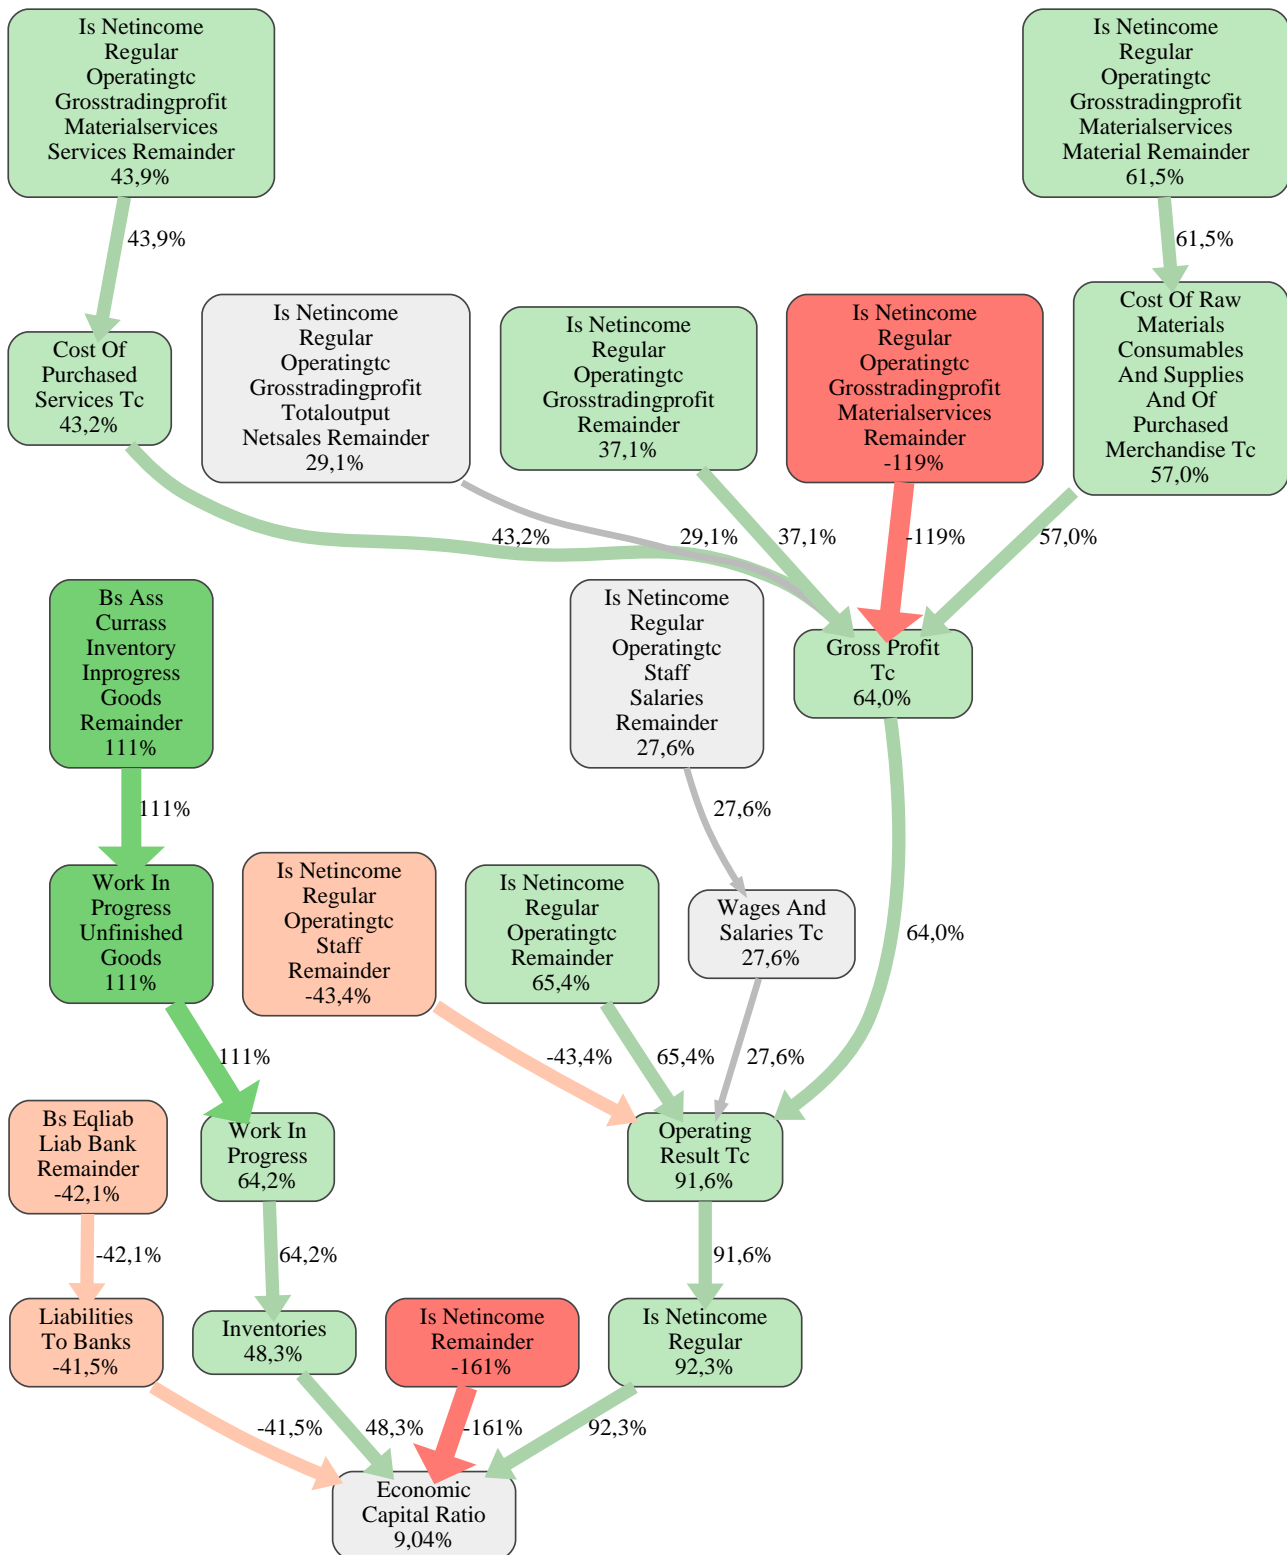 Is Netincome
Regular
Operatingtc
Grosstradingprofit
Materialservices
Services Remainder
43,9%
Is Netincome
Regular
Operatingtc
Grosstradingprofit
Materialservices
Material Remainder
61,5%
43,9%
61,5%
Cost Of
Purchased
Services Tc
43,2%
Is Netincome
Regular
Operatingtc
Grosstradingprofit
Totaloutput
Netsales Remainder
29,1%
Is Netincome
Regular
Operatingtc
Grosstradingprofit
Remainder
37,1%
Is Netincome
Regular
Operatingtc
Grosstradingprofit
Materialservices
Remainder
-119%
Cost Of Raw
Materials
Consumables
And Supplies
And Of
Purchased
Merchandise Tc
57,0%
43,2%
29,1%
37,1%
-119%
57,0%
Bs Ass
Currass
Inventory
Inprogress
Goods
Remainder
111%
Is Netincome
Regular
Operatingtc
Staff
Salaries
Remainder
27,6%
Gross Profit
Tc
64,0%
111%
27,6%
Work In
Progress
Unfinished
Goods
111%
Is Netincome
Regular
Operatingtc
Staff
Remainder
-43,4%
Is Netincome
Regular
Operatingtc
Remainder
65,4%
Wages And
Salaries Tc
27,6%
64,0%
111%
-43,4%
65,4%
27,6%
Bs Eqliab
Liab Bank
Remainder
-42,1%
Work In
Progress
64,2%
Operating
Result Tc
91,6%
-42,1%
64,2%
91,6%
Liabilities
To Banks
-41,5%
Inventories
48,3%
Is Netincome
Remainder
-161%
Is Netincome
Regular
92,3%
-41,5%
48,3%
-161%
92,3%
Economic
Capital Ratio
9,04%